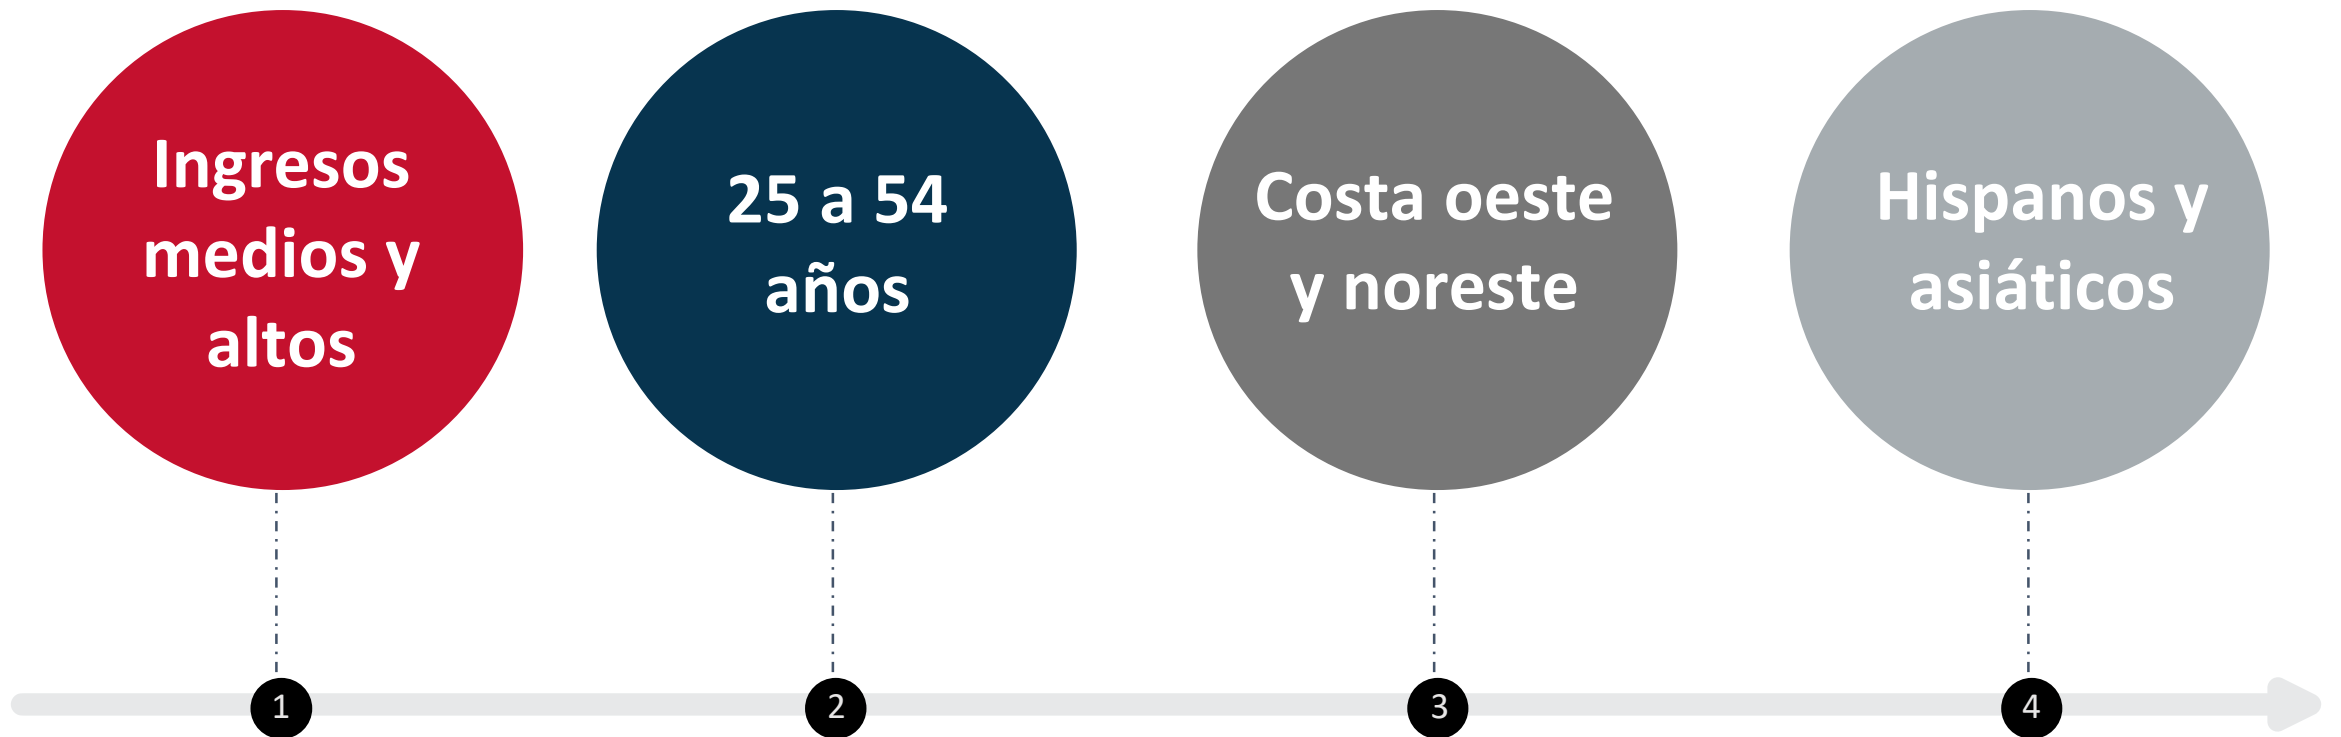 Ingresos
medios y
altos
25 a 54
años
Costa oeste
y noreste
Hispanos y
asiáticos
1
2
3
4